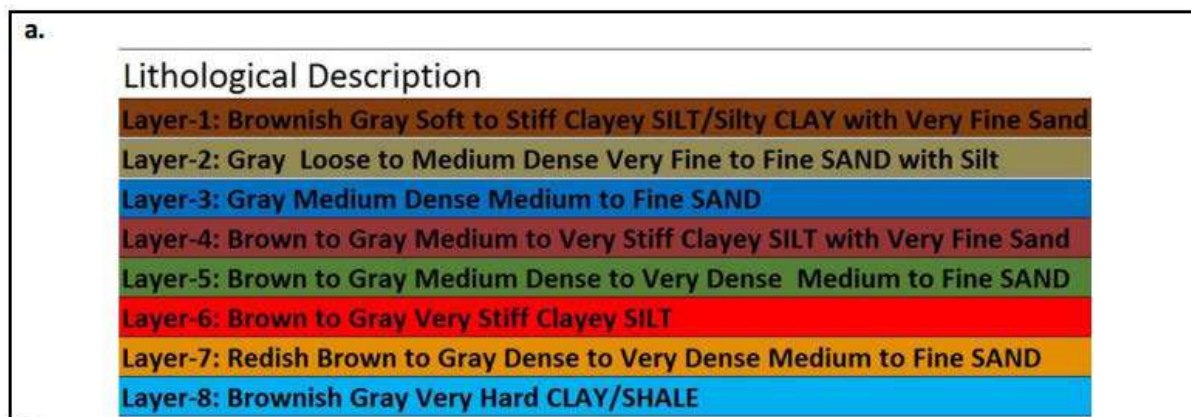 a.
Lithological Description
Layer-1: Brownish Gray Soft to Stiff Clayey SILT/Silty CLAY with Very Fine Sand
Layer-2: Gray Loose to Medium Dense Very Fine to Fine SAND with Silt
Layer-3: Gray Medium Dense Medium to Fine SAND
Layer-4: Brown to Gray Medium to Very Stiff Clayey SILT with Very Fine Sand
Layer-5: Brown to Gray Medium Dense to Very Dense Medium to Fine SAND
Layer-6: Brown to Gray Very Stiff Clayey SILT
Layer-7: Redish Brown to Gray Dense to Very Dense Medium to Fine SAND
Layer-8: Brownish Gray Very Hard CLAY/SHALE